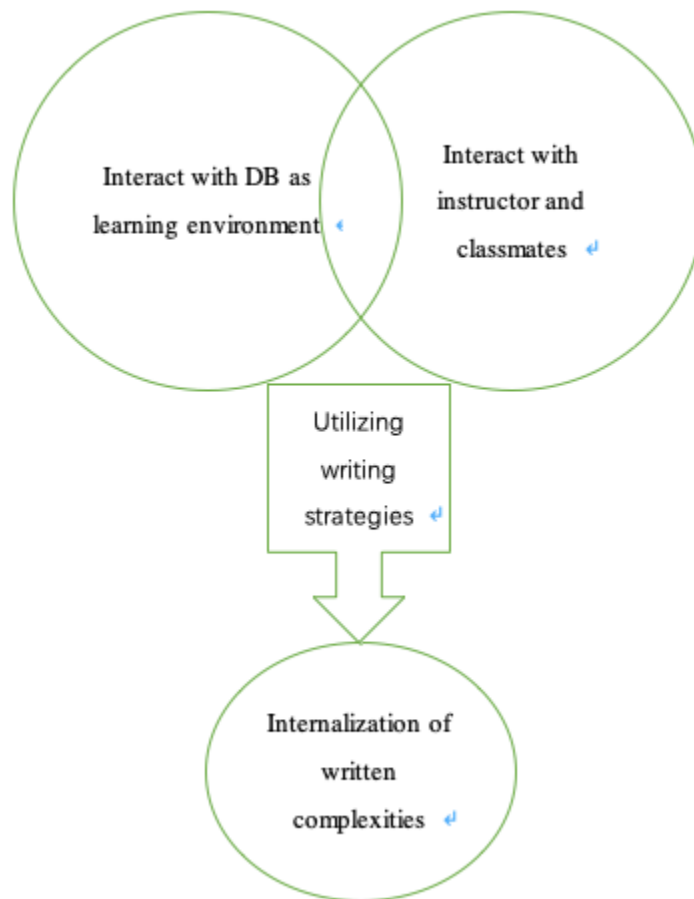 Interact with DB as
learning environment
Interact with
instructor and
classmates
Utilizing
writing
strategies
Internalization of
written
complexities